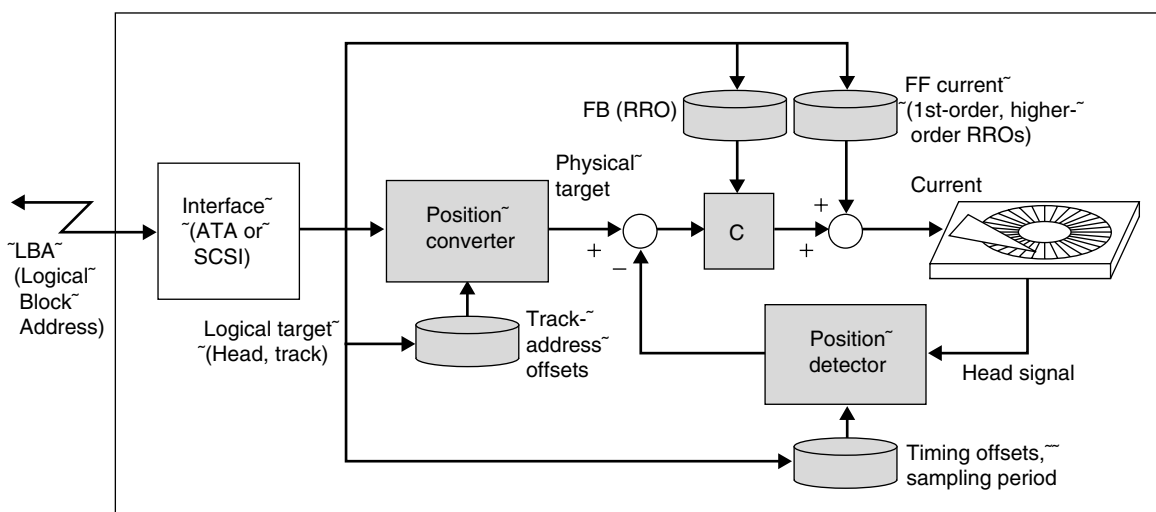 FB (RRO)
FF current˜
˜(1st-order, higher-˜
order RROs)
Physical˜
target
Current
Interface˜
˜(ATA or˜
SCSI)
Position˜
converter
C
+
−
+
+
˜LBA˜
(Logical˜
Block˜
Address)
Logical target˜
˜(Head, track)
Track-˜
address˜
offsets
Position˜
detector
Head signal
Timing offsets,˜˜
sampling period